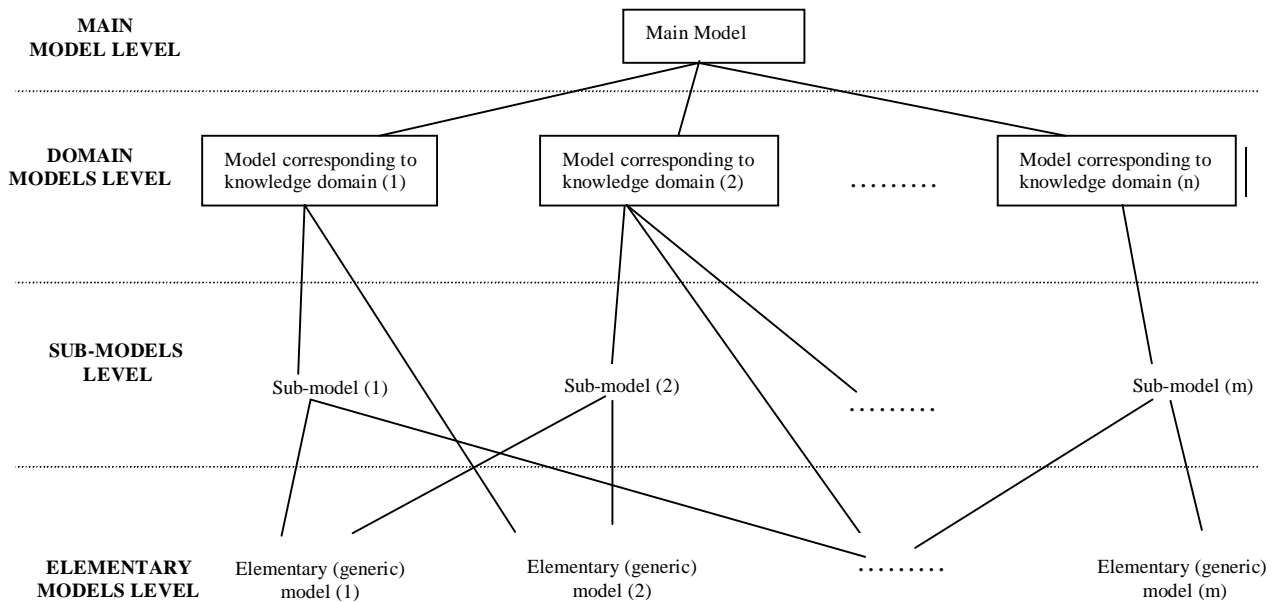 MAIN
MODEL LEVEL
Main Model
DOMAIN
MODELS LEVEL
Model corresponding to
knowledge domain (1)
Model corresponding to
knowledge domain (2)
.........
Model corresponding to
knowledge domain (n)
SUB-MODELS
LEVEL
Sub-model (1)
Sub-model (2)
.........
Sub-model (m)
ELEMENTARY
MODELS LEVEL
Elementary (generic)
model (1)
Elementary (generic)
model (2)
.........
Elementary (generic)
model (m)